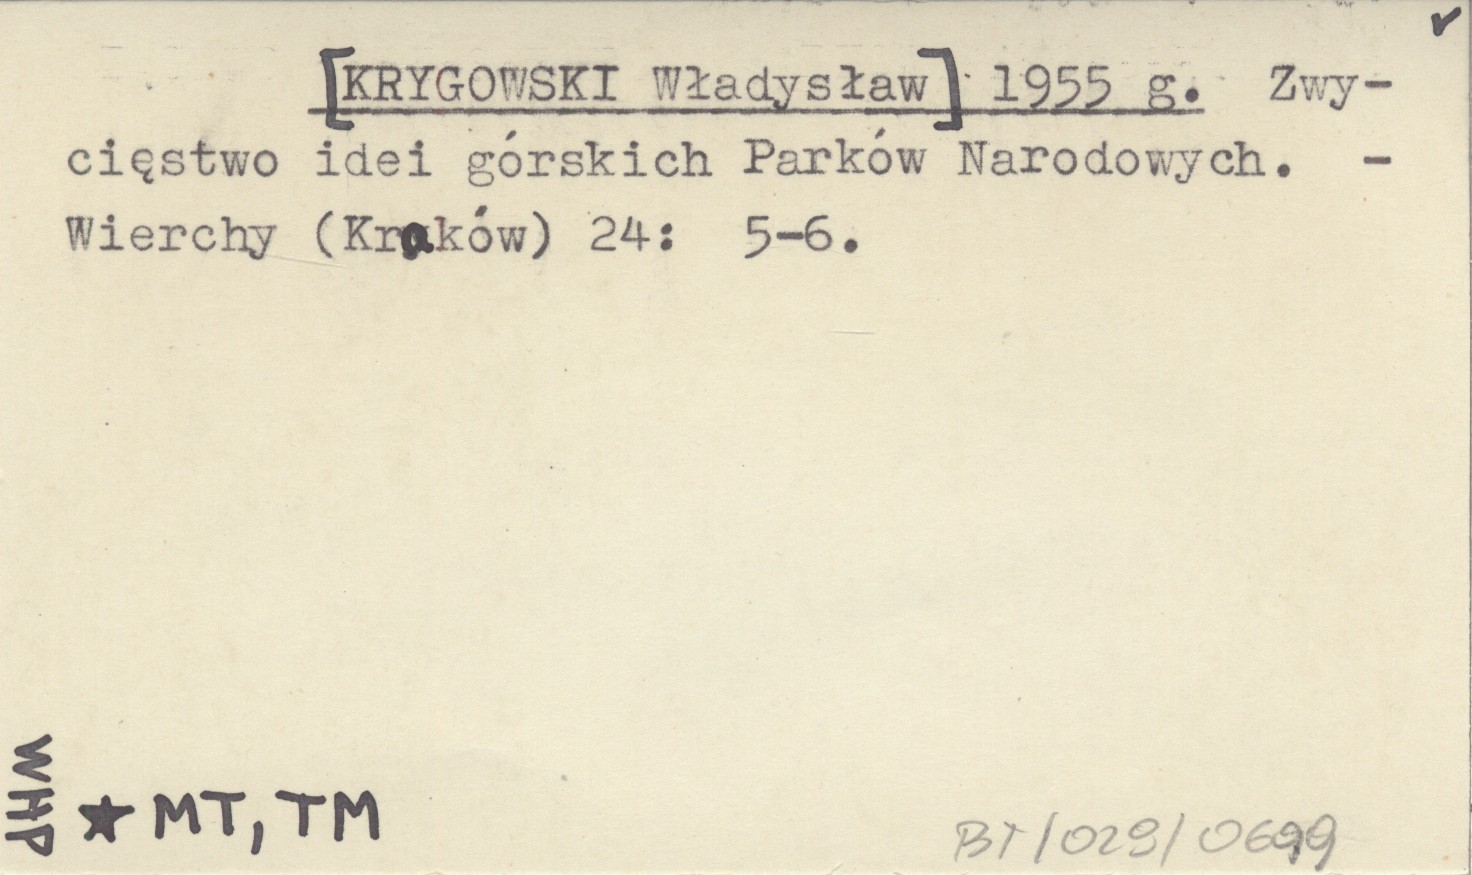 [KRYGOWSKI Władysław] 1955 g. Zwy-
cięstwo idei górskich Parków Narodowych. -
Wierchy (Kraków) 24: 5-6.
WHP
★ MT, TM
BT/029/0699